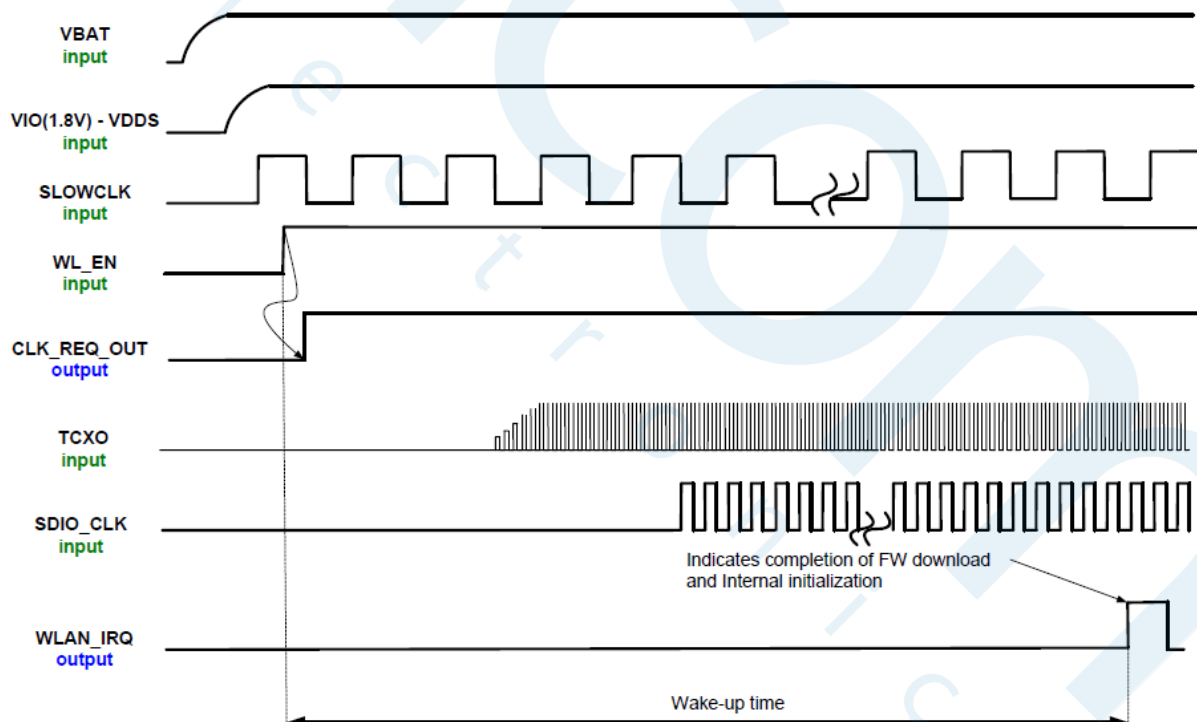 VBAT
input
VIO(1.8V) - VDDS
input
SLOWCLK
input
WL_EN
input
CLK_REQ_OUT
output
TCXO
input
SDIO_CLK
input
Indicates completion of FW download
and Internal initialization
WLAN_IRQ
output
Wake-up time